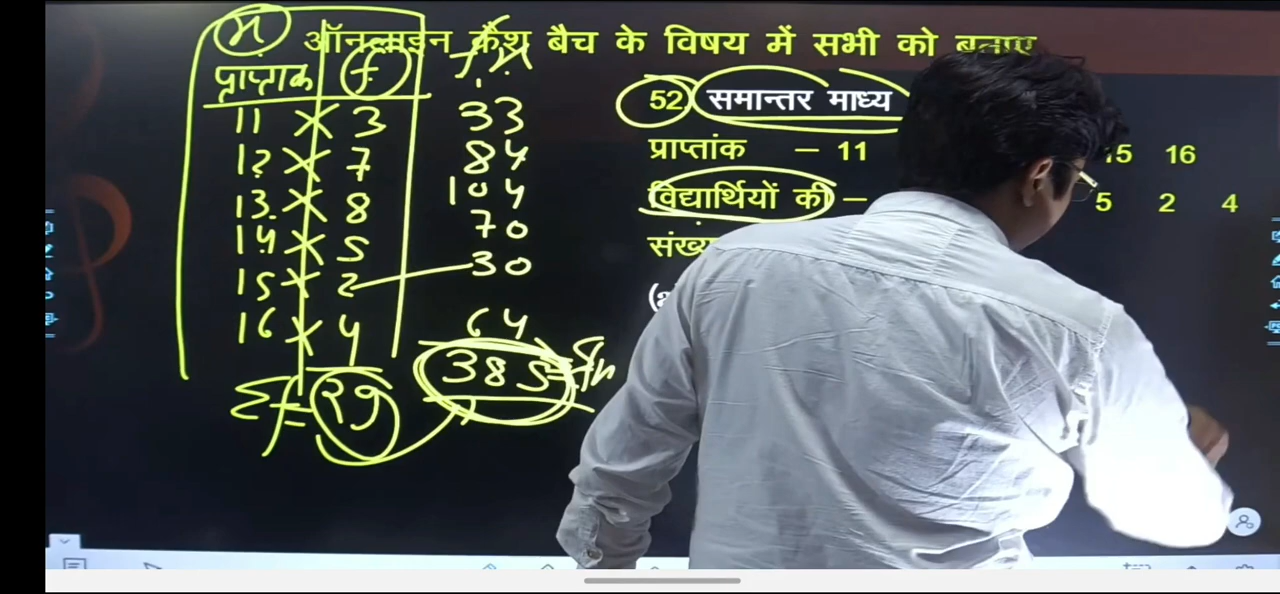 ऑनलाइन क्रैश बैच के विषय में सभी को बताए
प्राप्तांक f
11 × 3 33
12 × 7 84
13 × 8 104
14 × 5 70
15 × 2 30
16 × 4 64
385
Σf = 29
52 समान्तर माध्य
प्राप्तांक – 11 15 16
विद्यार्थियों की – 5 2 4
संख्य